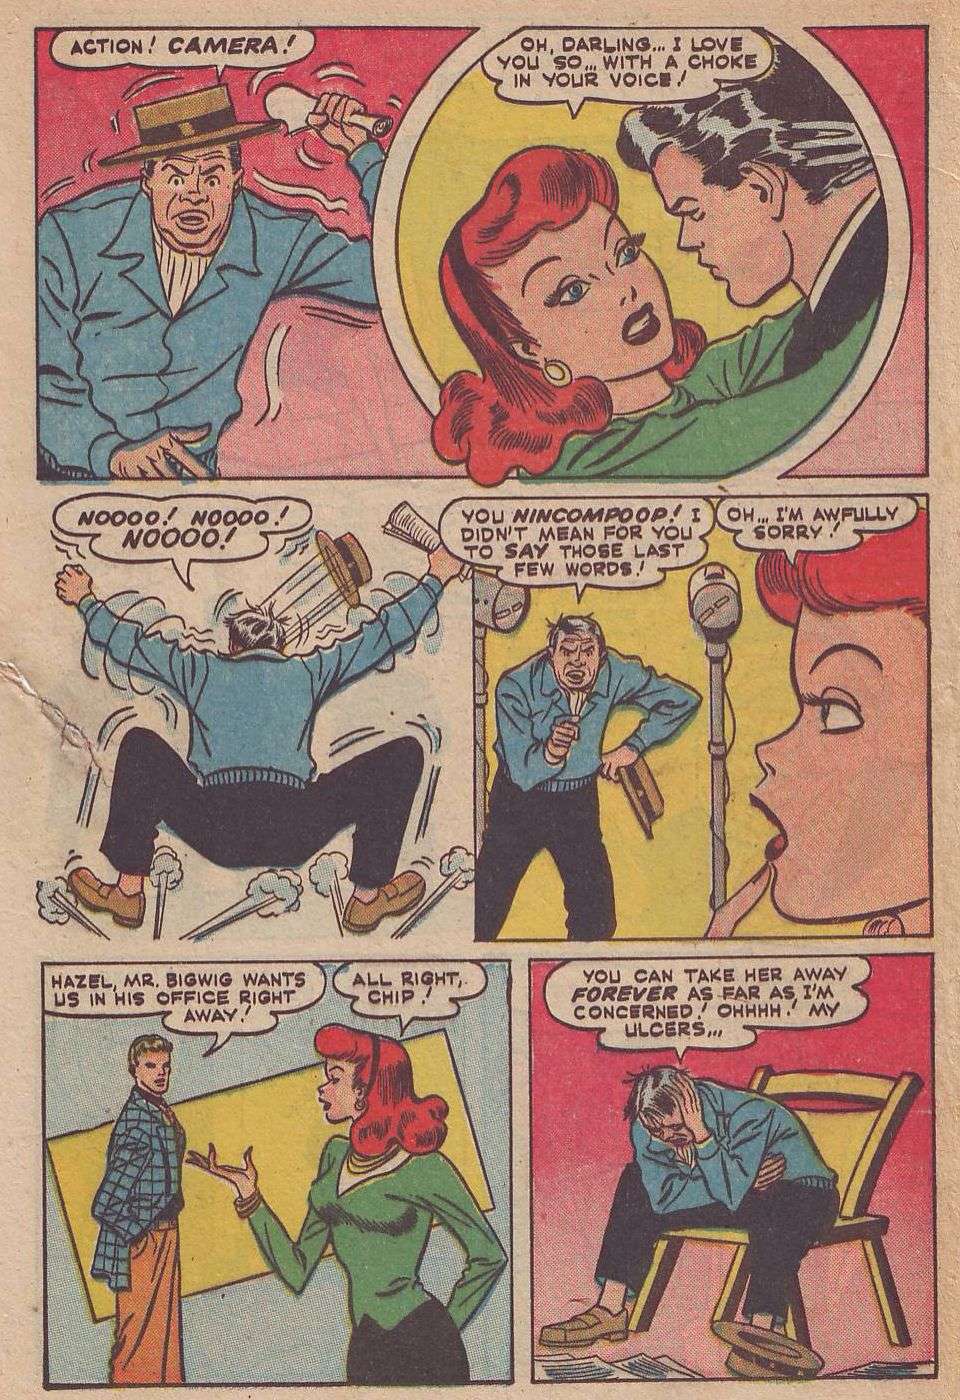 ACTION! CAMERA!
OH, DARLING... I LOVE
YOU SO... WITH A CHOKE
IN YOUR VOICE!
NOOOO! NOOOO!
NOOOO!
YOU NINCOMPOOP! I
DIDN'T MEAN FOR YOU
TO SAY THOSE LAST
FEW WORDS!
OH... I'M AWFULLY
SORRY!
HAZEL, MR. BIGWIG WANTS
US IN HIS OFFICE RIGHT
AWAY!
ALL RIGHT,
CHIP!
YOU CAN TAKE HER AWAY
FOREVER AS FAR AS I'M
CONCERNED! OHHHH! MY
ULCERS...